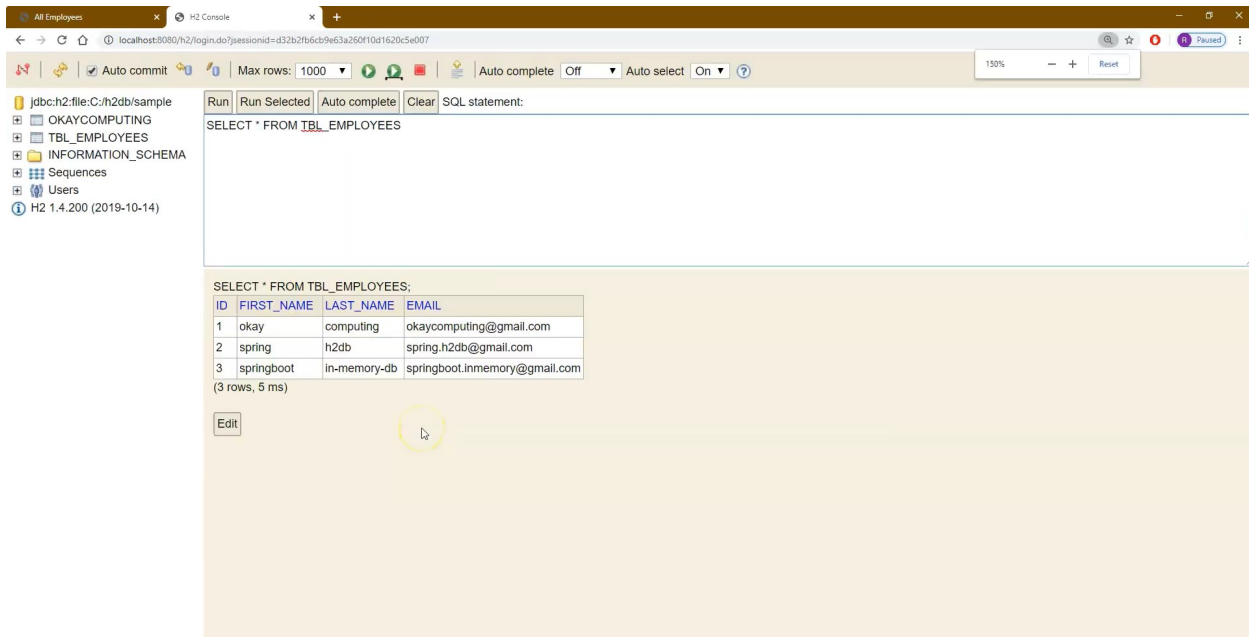 All Employees
H2 Console
localhost:8080/h2/login.do?jsessionid=d32b2fb6cb9e63a260f10d1620c5e007
R Paused
Auto commit Max rows: 1000 Auto complete Off Auto select On
150% − + Reset
jdbc:h2:file:C:/h2db/sample
OKAYCOMPUTING
TBL_EMPLOYEES
INFORMATION_SCHEMA
Sequences
Users
H2 1.4.200 (2019-10-14)
Run Run Selected Auto complete Clear SQL statement:
SELECT * FROM TBL_EMPLOYEES
SELECT * FROM TBL_EMPLOYEES;
ID FIRST_NAME LAST_NAME EMAIL
1 okay computing okaycomputing@gmail.com
2 spring h2db spring.h2db@gmail.com
3 springboot in-memory-db springboot.inmemory@gmail.com
(3 rows, 5 ms)
Edit